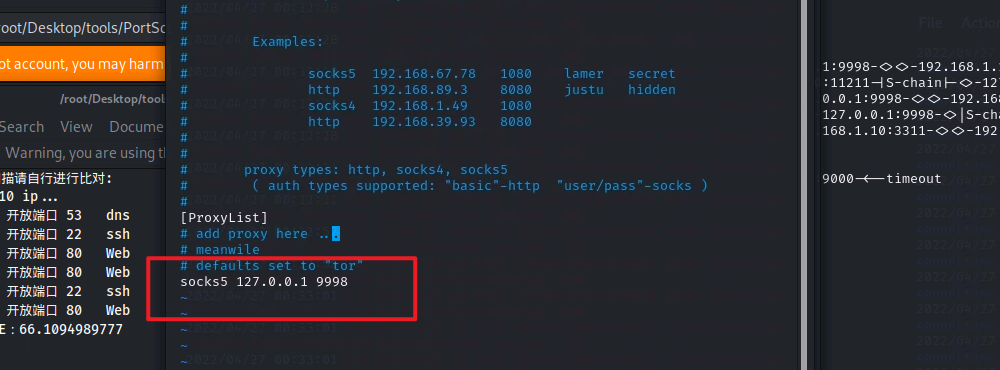 root/Desktop/tools/PortSc
ot account, you may harm
/root/Desktop/tool
Search View Docume
Warning, you are using th
描请自行进行比对:
10 ip...
开放端口 53 dns
开放端口 22 ssh
开放端口 80 Web
开放端口 80 Web
开放端口 22 ssh
开放端口 80 Web
E：66.1094989777
#
#
# Examples:
#
# socks5 192.168.67.78 1080 lamer secret
# http 192.168.89.3 8080 justu hidden
# socks4 192.168.1.49 1080
# http 192.168.39.93 8080
#
#
# proxy types: http, socks4, socks5
# ( auth types supported: "basic"-http "user/pass"-socks )
#
[ProxyList]
# add proxy here ...
# meanwile
# defaults set to "tor"
socks5 127.0.0.1 9998
~
~
~
~
~
File Action
1:9998-<><>-192.168.1.1
:11211-|S-chain|-<>-127
0.0.1:9998-<><>-192.168
127.0.0.1:9998-<>|S-cha
168.1.10:3311-<><>-192
9000<--timeout